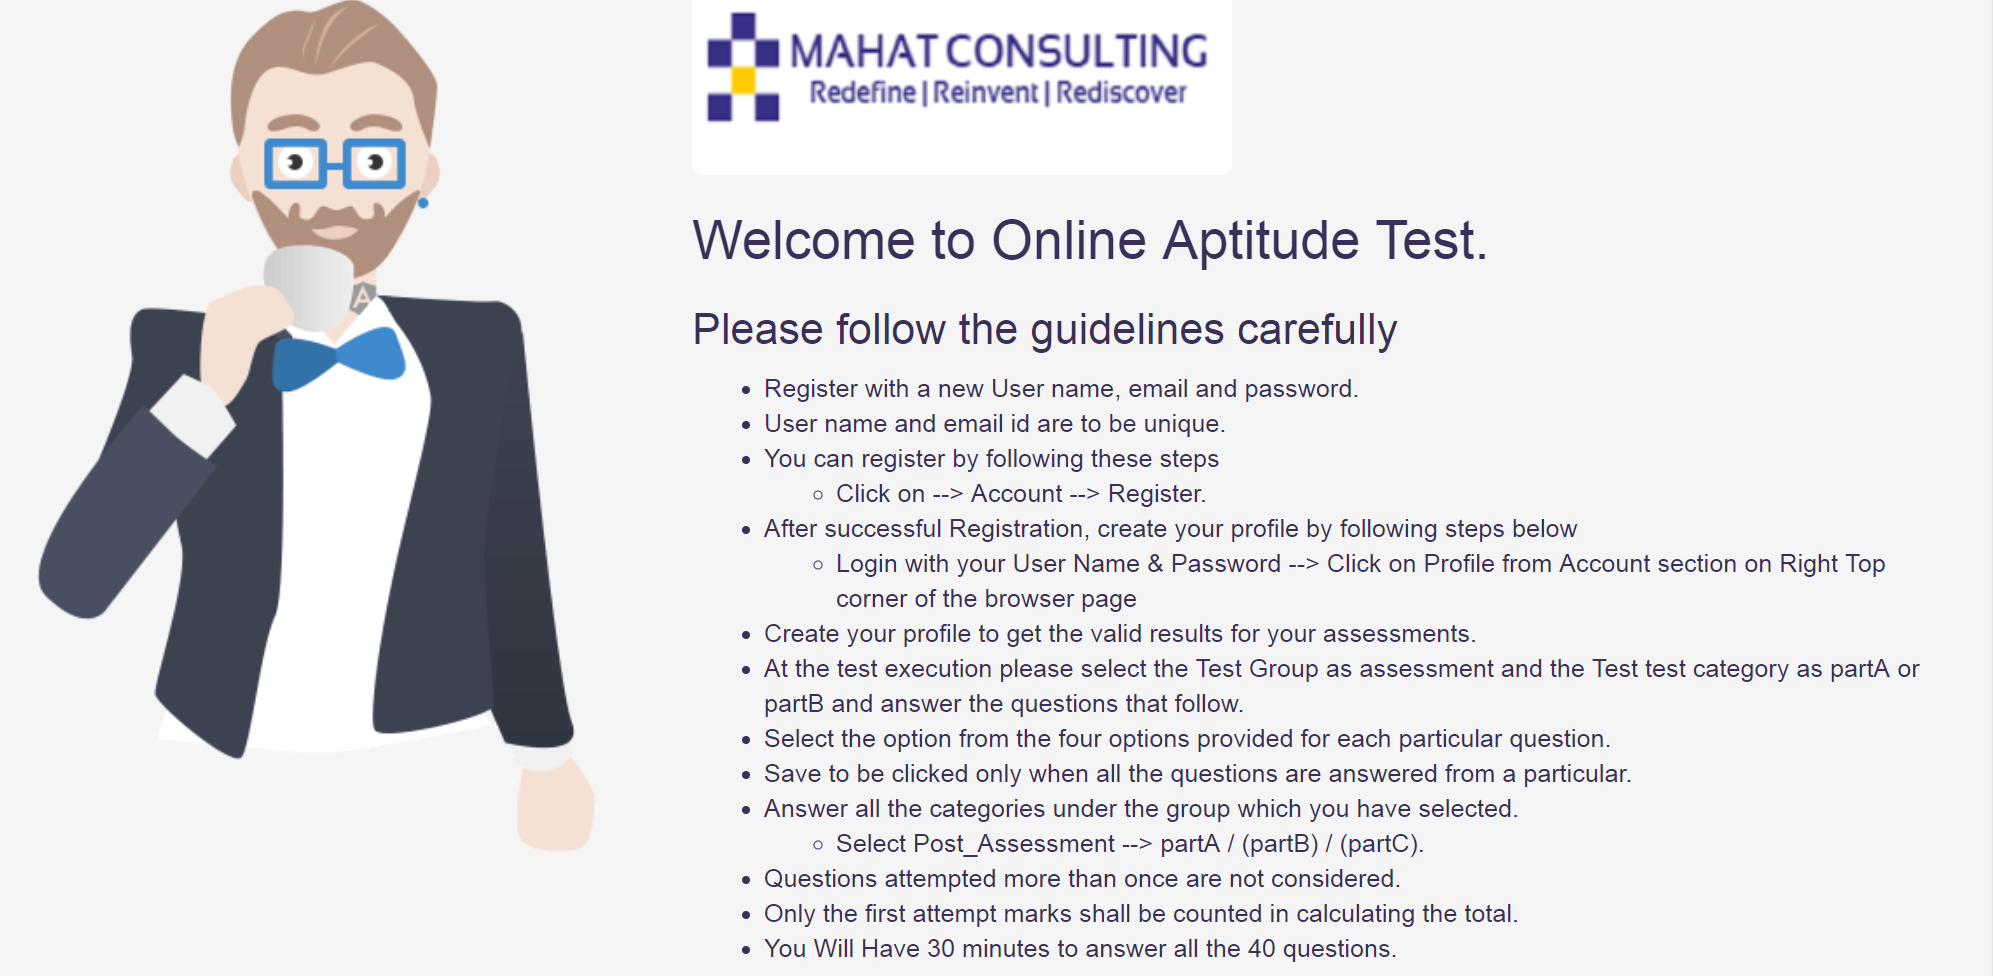 MAHAT CONSULTING
Redefine | Reinvent | Rediscover
A
Welcome to Online Aptitude Test.
Please follow the guidelines carefully
• Register with a new User name, email and password.
• User name and email id are to be unique.
• You can register by following these steps
◦ Click on --> Account --> Register.
• After successful Registration, create your profile by following steps below
◦ Login with your User Name & Password --> Click on Profile from Account section on Right Top
corner of the browser page
• Create your profile to get the valid results for your assessments.
• At the test execution please select the Test Group as assessment and the Test test category as partA or
partB and answer the questions that follow.
• Select the option from the four options provided for each particular question.
• Save to be clicked only when all the questions are answered from a particular.
• Answer all the categories under the group which you have selected.
◦ Select Post_Assessment --> partA / (partB) / (partC).
• Questions attempted more than once are not considered.
• Only the first attempt marks shall be counted in calculating the total.
• You Will Have 30 minutes to answer all the 40 questions.